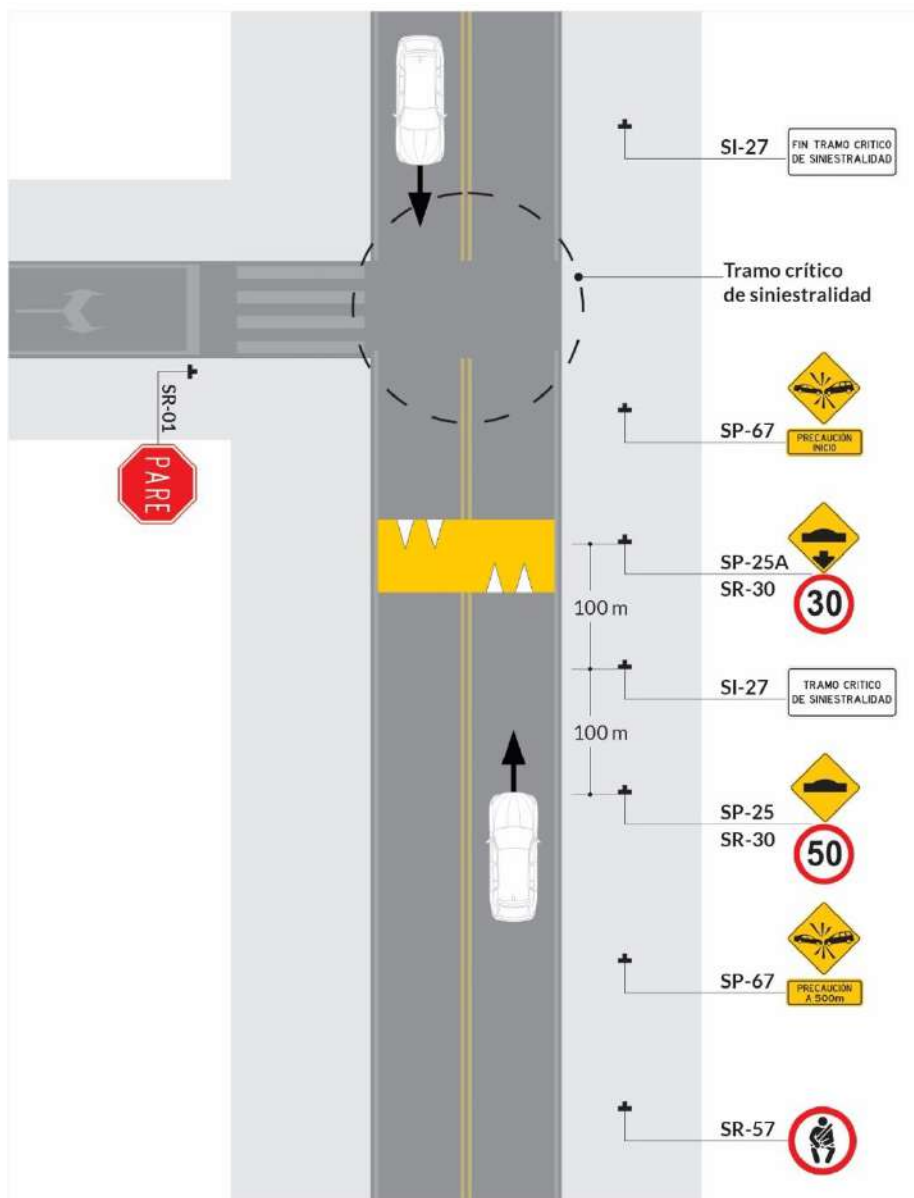 SI-27
FIN TRAMO CRITICO
DE SINIESTRALIDAD
Tramo crítico
de siniestralidad
SR-01
PARE
SP-67
PRECAUCIÓN
INICIO
SP-25A
SR-30
30
100 m
SI-27
TRAMO CRITICO
DE SINIESTRALIDAD
100 m
SP-25
SR-30
50
SP-67
PRECAUCIÓN
A 500m
SR-57